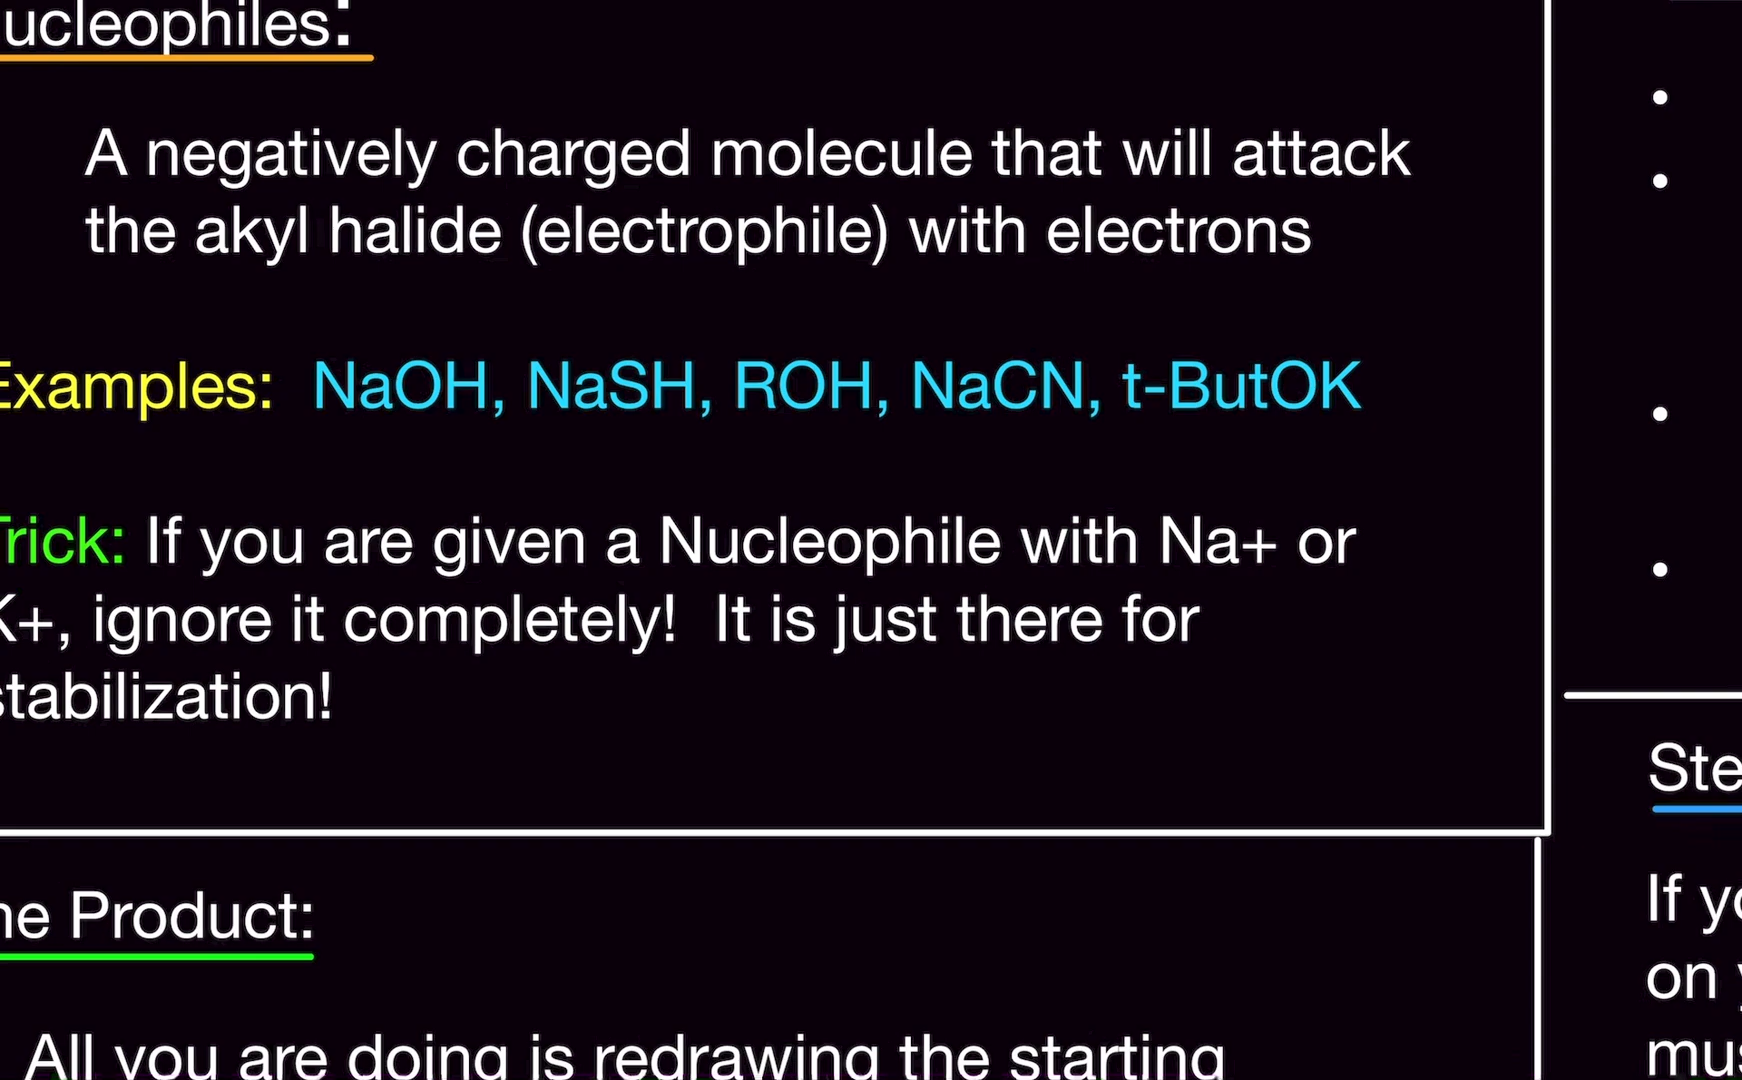 ucleophiles:
A negatively charged molecule that will attack
the akyl halide (electrophile) with electrons
Examples: NaOH, NaSH, ROH, NaCN, t-ButOK
Trick: If you are given a Nucleophile with Na+ or
K+, ignore it completely! It is just there for
stabilization!
he Product:
All you are doing is redrawing the starting
Ste
If yo
on y
mus